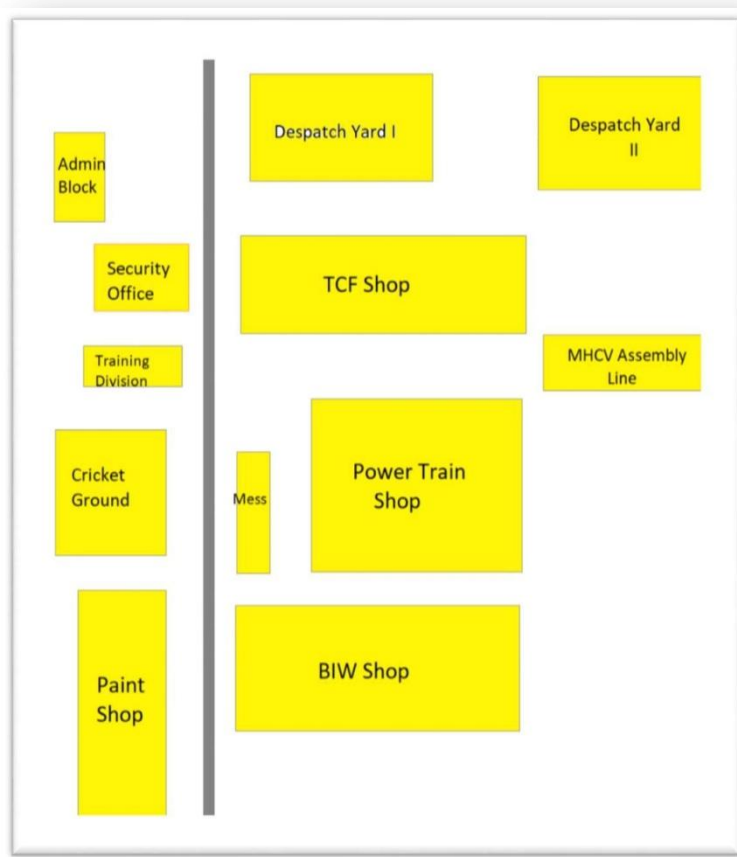 Despatch Yard I
Despatch Yard
II
Admin
Block
Security
Office
TCF Shop
Training
Division
MHCV Assembly
Line
Cricket
Ground
Mess
Power Train
Shop
Paint
Shop
BIW Shop